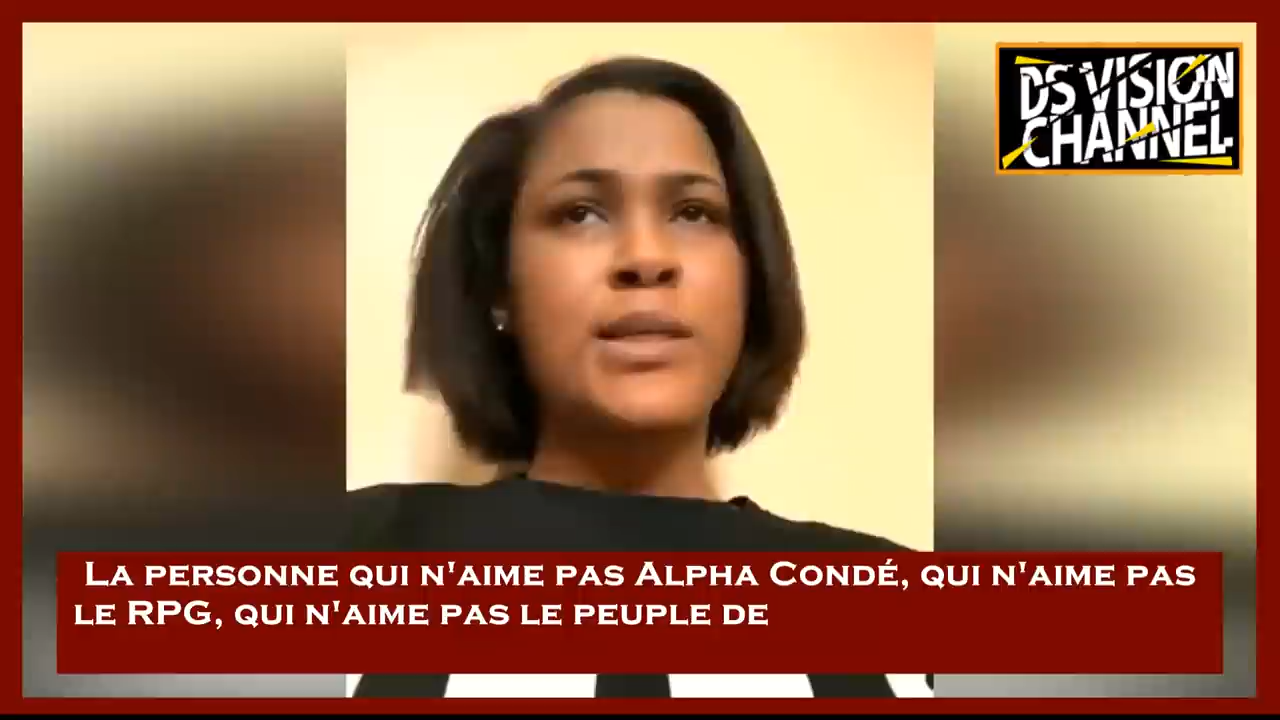 DS VISION
CHANNEL
La personne qui n'aime pas Alpha Condé, qui n'aime pas
le RPG, qui n'aime pas le peuple de